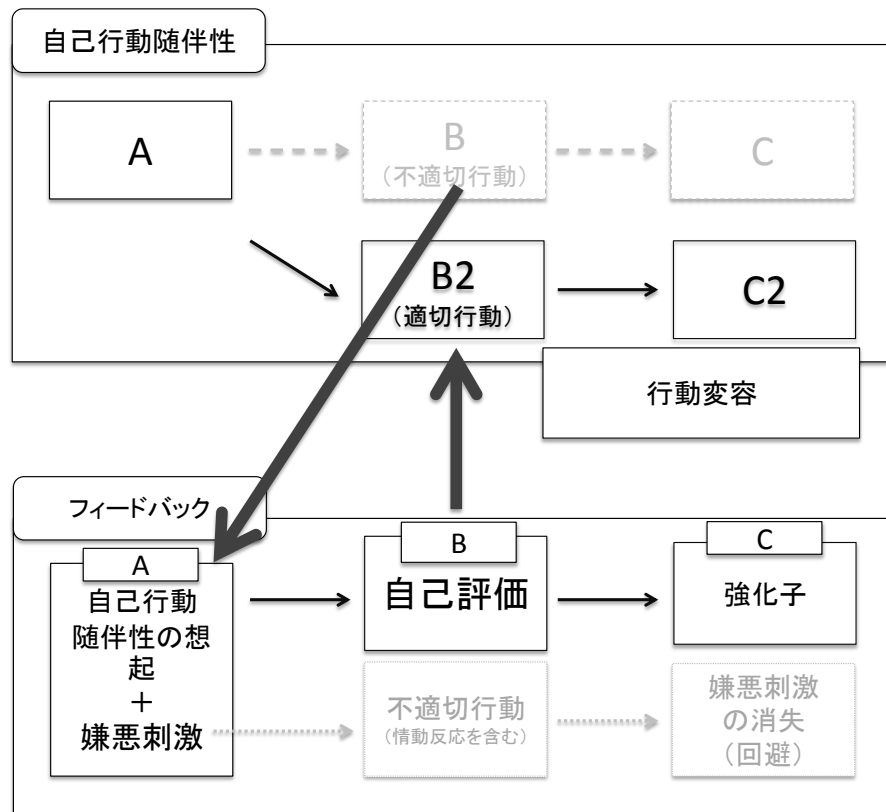 自己行動随伴性
A
B
（不適切行動）
C
B2
（適切行動）
C2
行動変容
フィードバック
A
自己行動
随伴性の想
起
＋
嫌悪刺激
B
自己評価
C
強化子
不適切行動
（情動反応を含む）
嫌悪刺激
の消失
（回避）